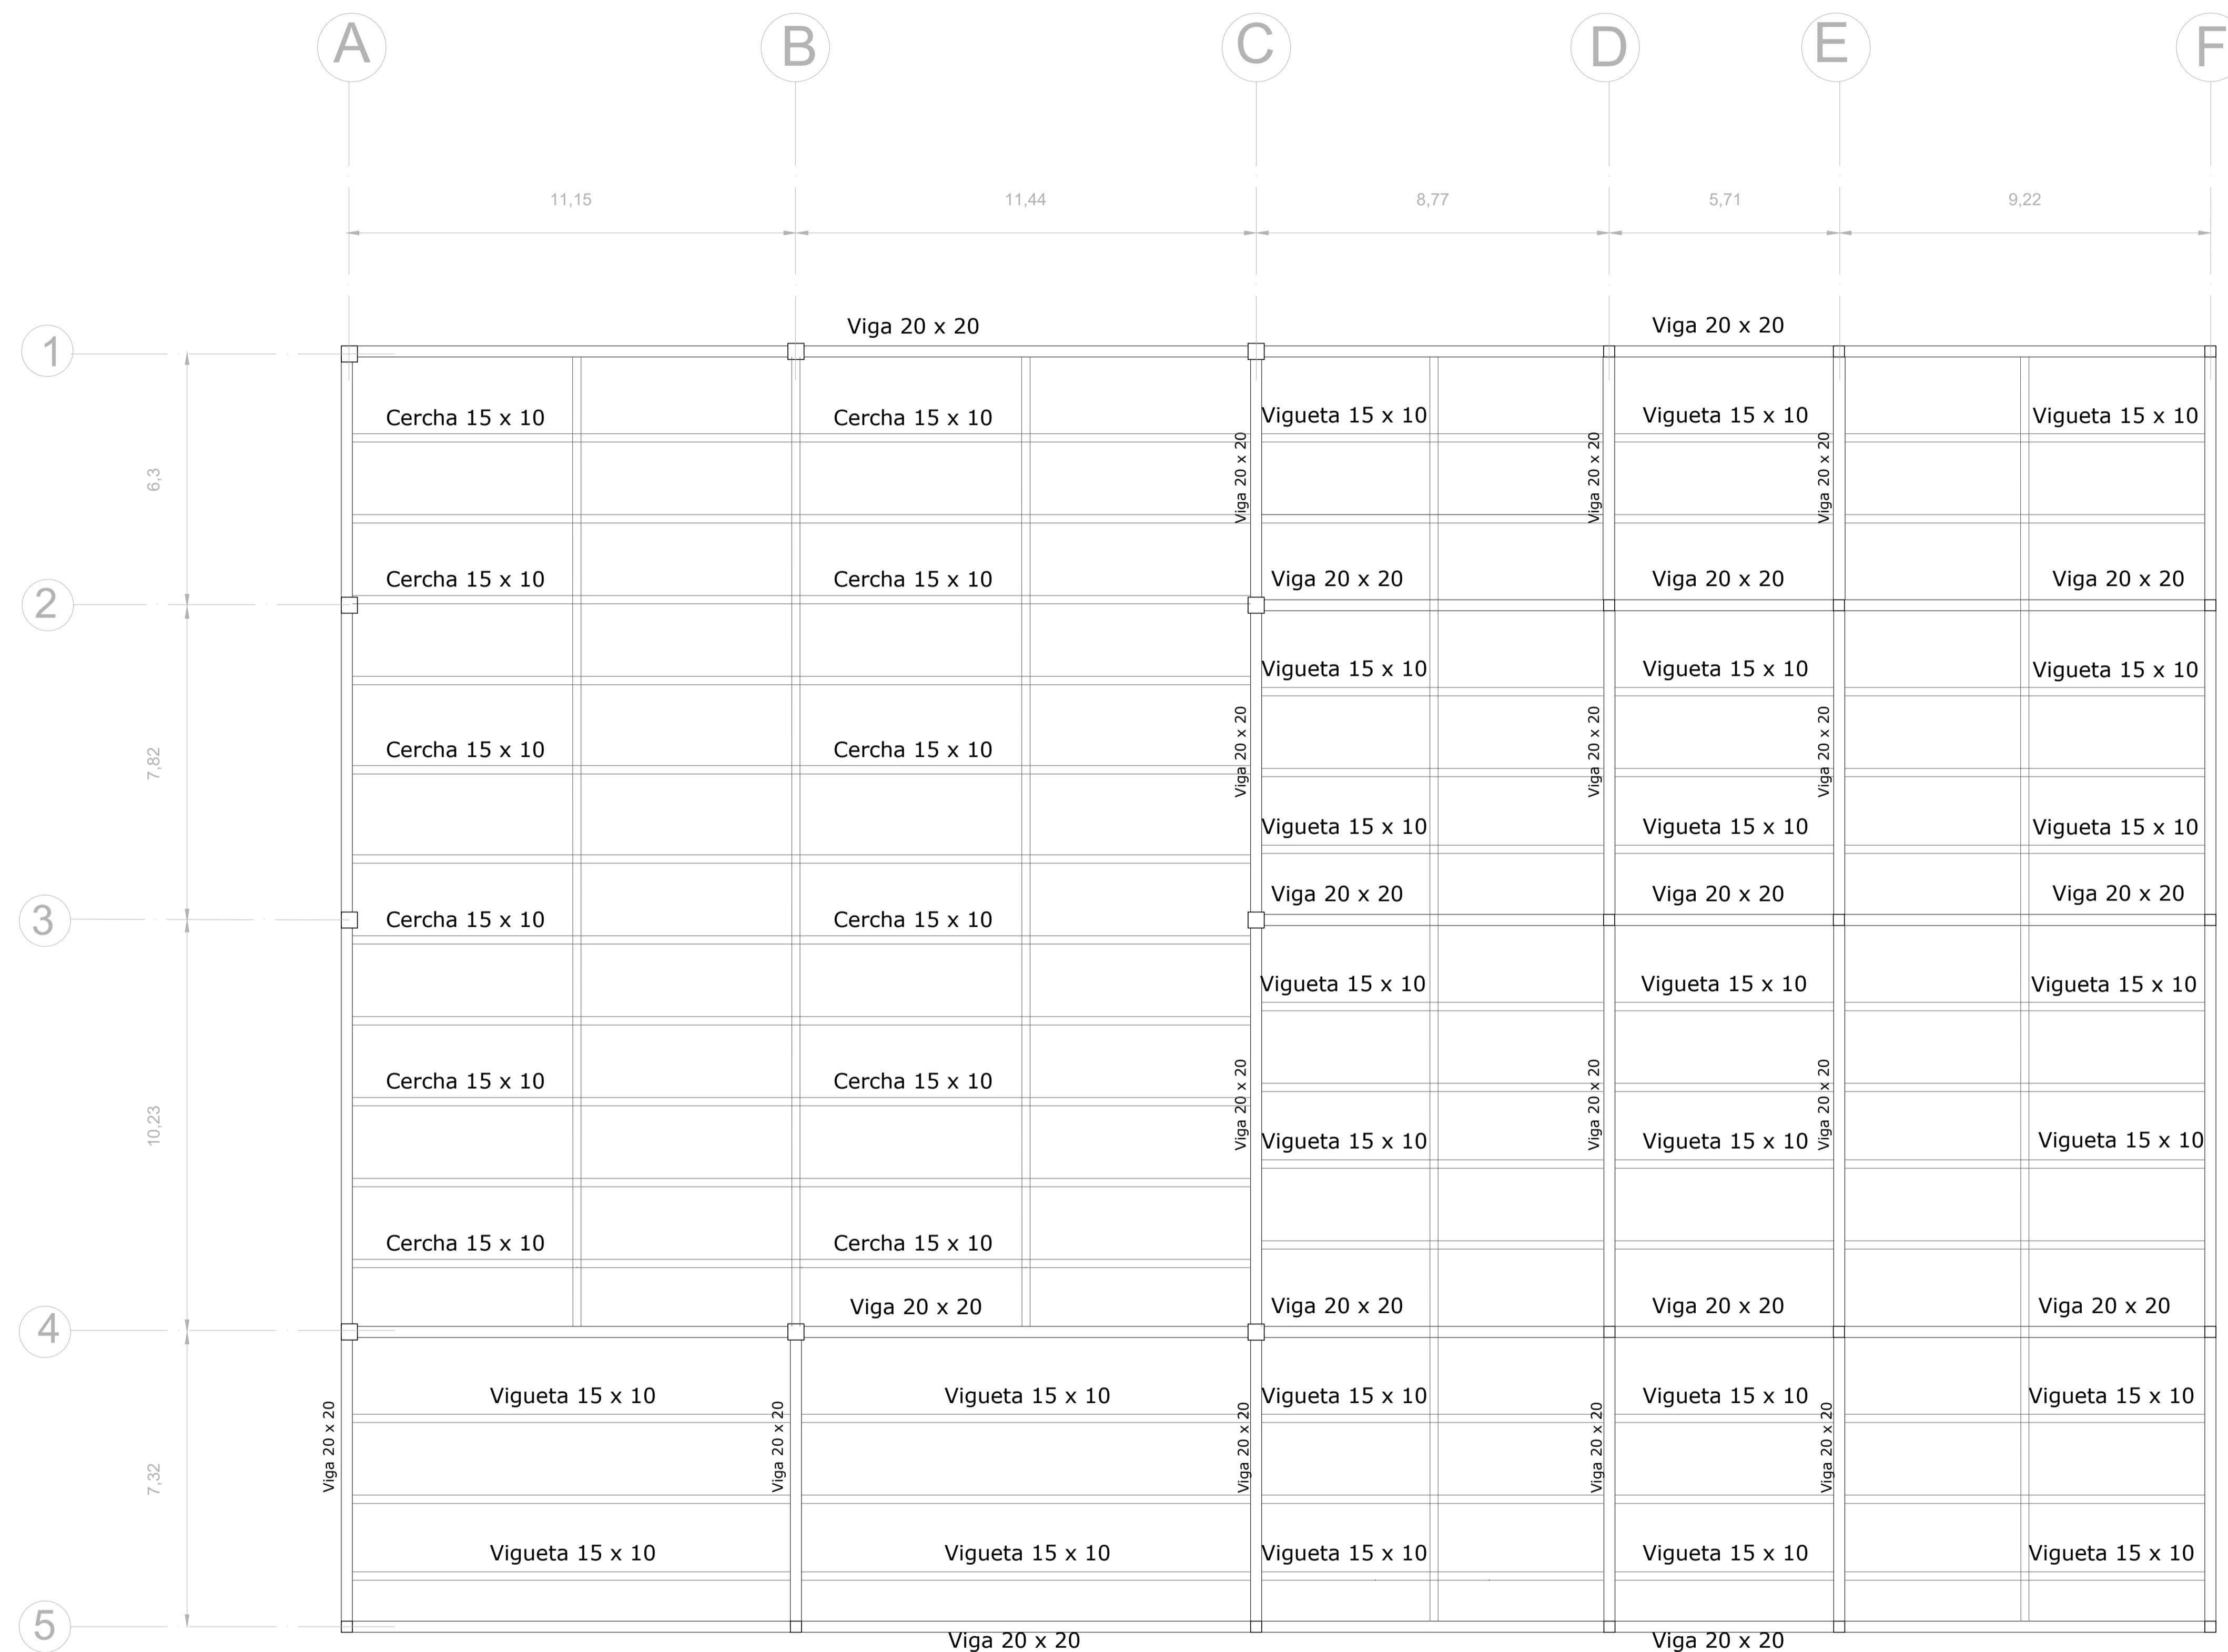 A B C D E F
11,15 11,44 8,77 5,71 9,22
Viga 20 x 20 Viga 20 x 20
1
Cercha 15 x 10 Cercha 15 x 10 Vigueta 15 x 10 Vigueta 15 x 10 Vigueta 15 x 10
6,3 Viga 20 x 20 Viga 20 x 20 Viga 20 x 20
Cercha 15 x 10 Cercha 15 x 10 Viga 20 x 20 Viga 20 x 20 Viga 20 x 20
2
Vigueta 15 x 10 Vigueta 15 x 10 Vigueta 15 x 10
7,82 Cercha 15 x 10 Cercha 15 x 10 Viga 20 x 20 Viga 20 x 20 Viga 20 x 20
Vigueta 15 x 10 Vigueta 15 x 10 Vigueta 15 x 10
Viga 20 x 20 Viga 20 x 20 Viga 20 x 20
3 Cercha 15 x 10 Cercha 15 x 10
Vigueta 15 x 10 Vigueta 15 x 10 Vigueta 15 x 10
Cercha 15 x 10 Cercha 15 x 10
10,23 Viga 20 x 20 Viga 20 x 20 Viga 20 x 20
Vigueta 15 x 10 Vigueta 15 x 10 Vigueta 15 x 10
Cercha 15 x 10 Cercha 15 x 10
Viga 20 x 20 Viga 20 x 20 Viga 20 x 20 Viga 20 x 20
4
Vigueta 15 x 10 Vigueta 15 x 10 Vigueta 15 x 10 Vigueta 15 x 10 Vigueta 15 x 10
7,32 Viga 20 x 20 Viga 20 x 20 Viga 20 x 20 Viga 20 x 20 Viga 20 x 20
Vigueta 15 x 10 Vigueta 15 x 10 Vigueta 15 x 10 Vigueta 15 x 10 Vigueta 15 x 10
5
Viga 20 x 20 Viga 20 x 20